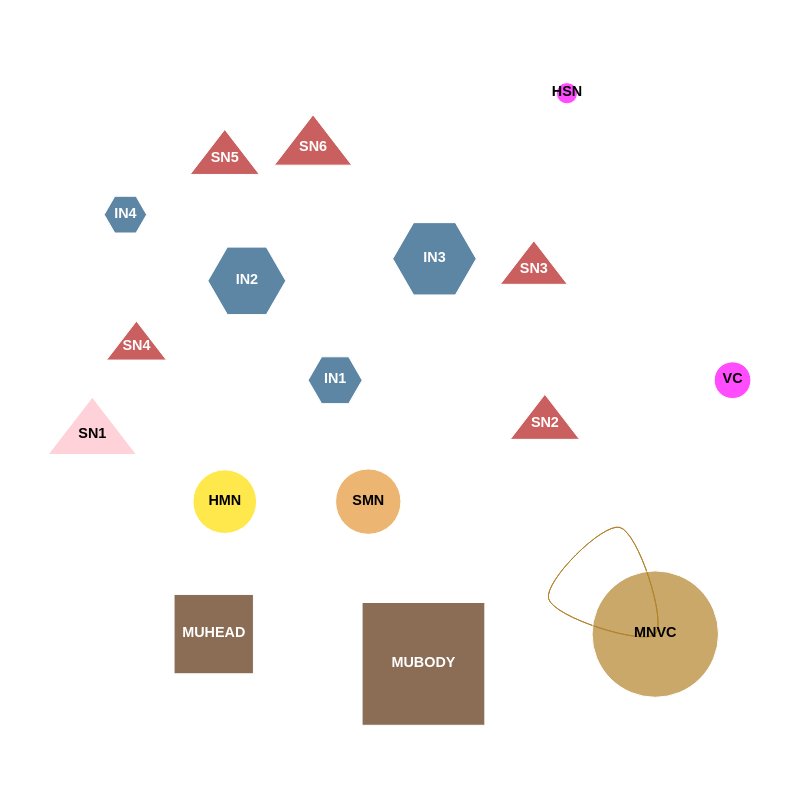 HSN
SN6
SN5
IN4
IN3
SN3
IN2
SN4
IN1
VC
SN2
SN1
HMN
SMN
MUHEAD
MNVC
MUBODY